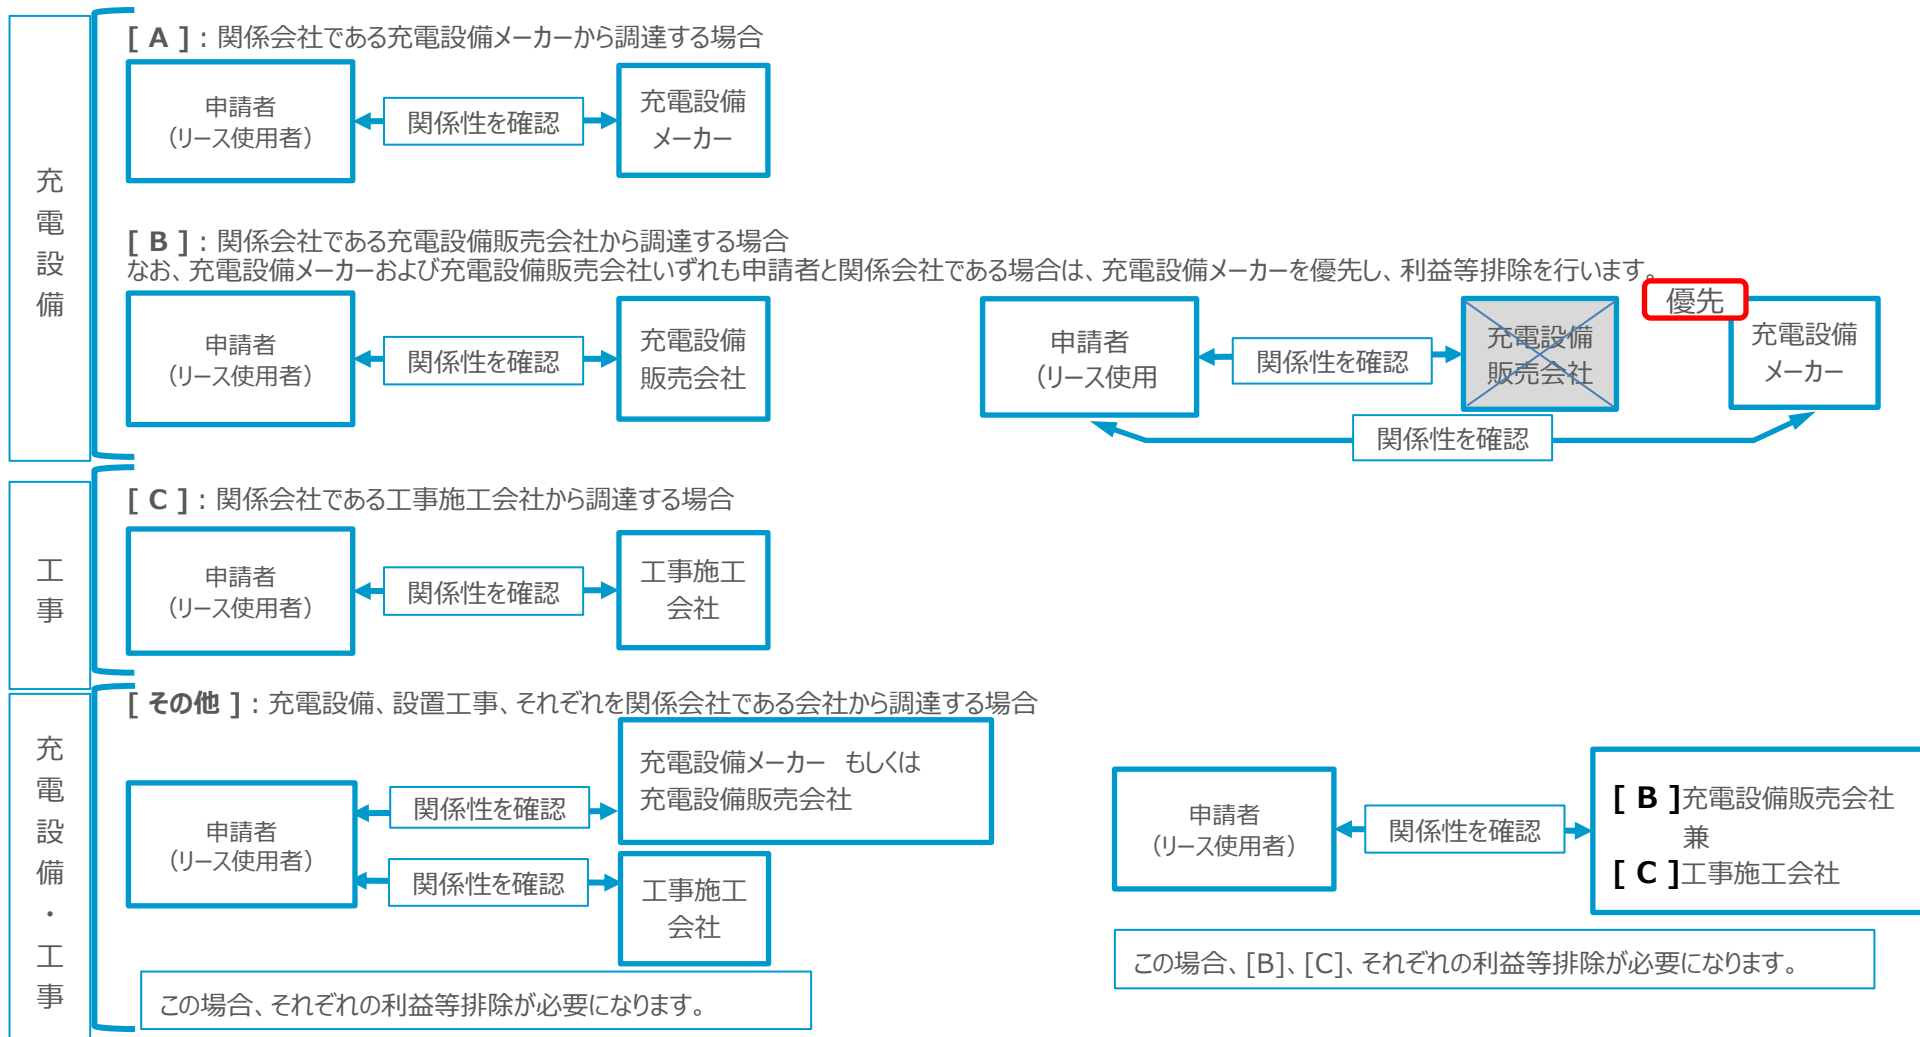 充電設備
[ A ]：関係会社である充電設備メーカーから調達する場合
申請者
（リース使用者）
関係性を確認
充電設備
メーカー
[ B ]：関係会社である充電設備販売会社から調達する場合
なお、充電設備メーカーおよび充電設備販売会社いずれも申請者と関係会社である場合は、充電設備メーカーを優先し、利益等排除を行います。
申請者
（リース使用者）
関係性を確認
充電設備
販売会社
申請者
（リース使用
関係性を確認
充電設備
販売会社
優先
充電設備
メーカー
関係性を確認
工事
[ C ]：関係会社である工事施工会社から調達する場合
申請者
（リース使用者）
関係性を確認
工事施工
会社
充電設備・工事
[ その他 ]：充電設備、設置工事、それぞれを関係会社である会社から調達する場合
申請者
（リース使用者）
関係性を確認
充電設備メーカー　もしくは
充電設備販売会社
関係性を確認
工事施工
会社
この場合、それぞれの利益等排除が必要になります。
申請者
（リース使用者）
関係性を確認
[ B ]充電設備販売会社
兼
[ C ]工事施工会社
この場合、[B]、[C]、それぞれの利益等排除が必要になります。